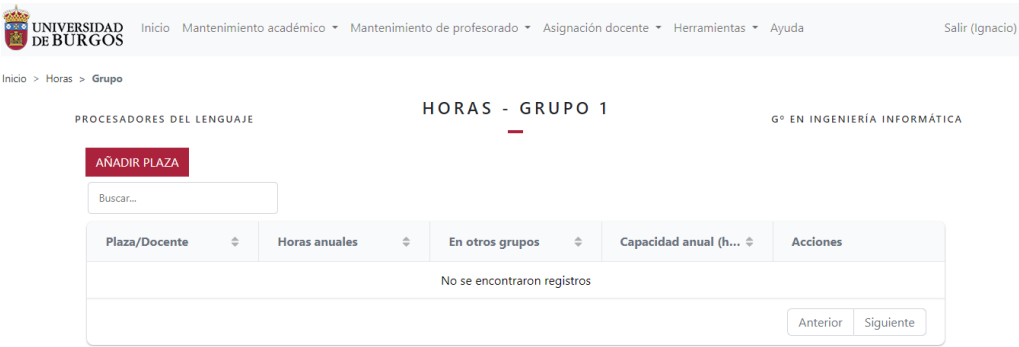 UNIVERSIDAD DE BURGOS
Inicio Mantenimiento académico Mantenimiento de profesorado Asignación docente Herramientas Ayuda Salir (Ignacio)
Inicio > Horas > Grupo
PROCESADORES DEL LENGUAJE HORAS - GRUPO 1 Gº EN INGENIERÍA INFORMÁTICA
AÑADIR PLAZA
Buscar...
Plaza/Docente Horas anuales En otros grupos Capacidad anual (h... Acciones
No se encontraron registros
Anterior Siguiente